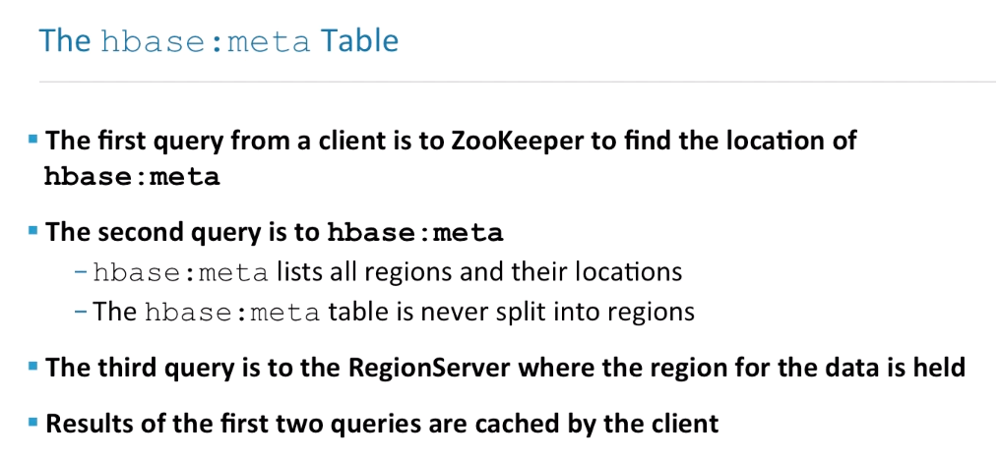 The hbase:meta Table
▪ The first query from a client is to ZooKeeper to find the location of
hbase:meta
▪ The second query is to hbase:meta
– hbase:meta lists all regions and their locations
– The hbase:meta table is never split into regions
▪ The third query is to the RegionServer where the region for the data is held
▪ Results of the first two queries are cached by the client